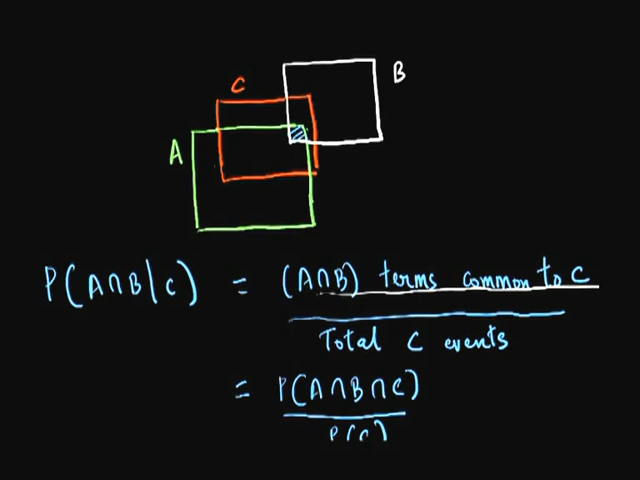 C
B
A
P(A∩B|C) = (A∩B) terms common to C
Total C events
= P(A∩B∩C)
P(C)